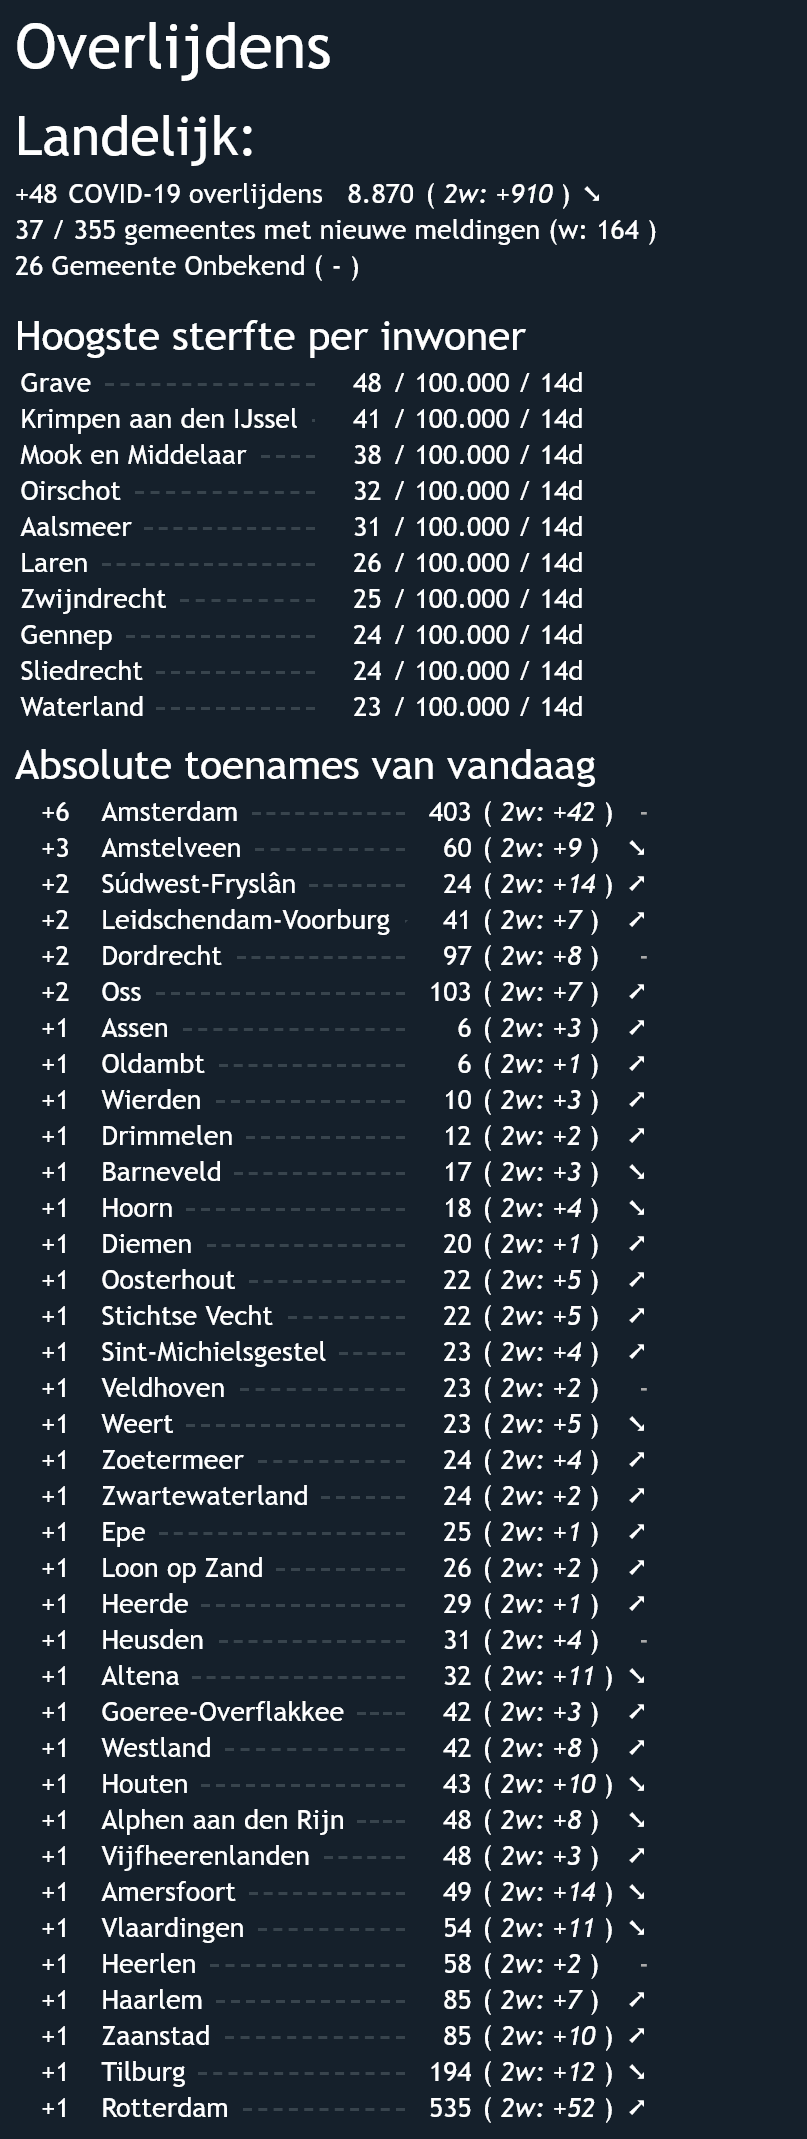 Overlijdens
Landelijk:
+48 COVID-19 overlijdens 8.870 ( 2w: +910 ) ➘
37 / 355 gemeentes met nieuwe meldingen (w: 164 )
26 Gemeente Onbekend ( - )
Hoogste sterfte per inwoner
Grave -------------- 48 / 100.000 / 14d
Krimpen aan den IJssel - 41 / 100.000 / 14d
Mook en Middelaar ---- 38 / 100.000 / 14d
Oirschot ------------ 32 / 100.000 / 14d
Aalsmeer ----------- 31 / 100.000 / 14d
Laren -------------- 26 / 100.000 / 14d
Zwijndrecht --------- 25 / 100.000 / 14d
Gennep ------------ 24 / 100.000 / 14d
Sliedrecht ---------- 24 / 100.000 / 14d
Waterland ---------- 23 / 100.000 / 14d
Absolute toenames van vandaag
+6 Amsterdam ---------- 403 ( 2w: +42 ) -
+3 Amstelveen ---------- 60 ( 2w: +9 ) ➘
+2 Súdwest-Fryslân ------ 24 ( 2w: +14 ) ➚
+2 Leidschendam-Voorburg - 41 ( 2w: +7 ) ➚
+2 Dordrecht ----------- 97 ( 2w: +8 ) -
+2 Oss ---------------- 103 ( 2w: +7 ) ➚
+1 Assen -------------- 6 ( 2w: +3 ) ➚
+1 Oldambt ------------ 6 ( 2w: +1 ) ➚
+1 Wierden ------------ 10 ( 2w: +3 ) ➚
+1 Drimmelen ---------- 12 ( 2w: +2 ) ➚
+1 Barneveld ----------- 17 ( 2w: +3 ) ➘
+1 Hoorn -------------- 18 ( 2w: +4 ) ➘
+1 Diemen ------------- 20 ( 2w: +1 ) ➚
+1 Oosterhout ---------- 22 ( 2w: +5 ) ➚
+1 Stichtse Vecht -------- 22 ( 2w: +5 ) ➚
+1 Sint-Michielsgestel ----- 23 ( 2w: +4 ) ➚
+1 Veldhoven ----------- 23 ( 2w: +2 ) -
+1 Weert -------------- 23 ( 2w: +5 ) ➘
+1 Zoetermeer ---------- 24 ( 2w: +4 ) ➚
+1 Zwartewaterland ------ 24 ( 2w: +2 ) ➚
+1 Epe ---------------- 25 ( 2w: +1 ) ➚
+1 Loon op Zand --------- 26 ( 2w: +2 ) ➚
+1 Heerde ------------- 29 ( 2w: +1 ) ➚
+1 Heusden ------------ 31 ( 2w: +4 ) -
+1 Altena -------------- 32 ( 2w: +11 ) ➘
+1 Goeree-Overflakkee ---- 42 ( 2w: +3 ) ➚
+1 Westland ------------ 42 ( 2w: +8 ) ➚
+1 Houten ------------- 43 ( 2w: +10 ) ➘
+1 Alphen aan den Rijn ---- 48 ( 2w: +8 ) ➘
+1 Vijfheerenlanden ------ 48 ( 2w: +3 ) ➚
+1 Amersfoort ---------- 49 ( 2w: +14 ) ➘
+1 Vlaardingen ---------- 54 ( 2w: +11 ) ➘
+1 Heerlen ------------- 58 ( 2w: +2 ) -
+1 Haarlem ------------ 85 ( 2w: +7 ) ➚
+1 Zaanstad ------------ 85 ( 2w: +10 ) ➚
+1 Tilburg -------------- 194 ( 2w: +12 ) ➘
+1 Rotterdam ---------- 535 ( 2w: +52 ) ➚